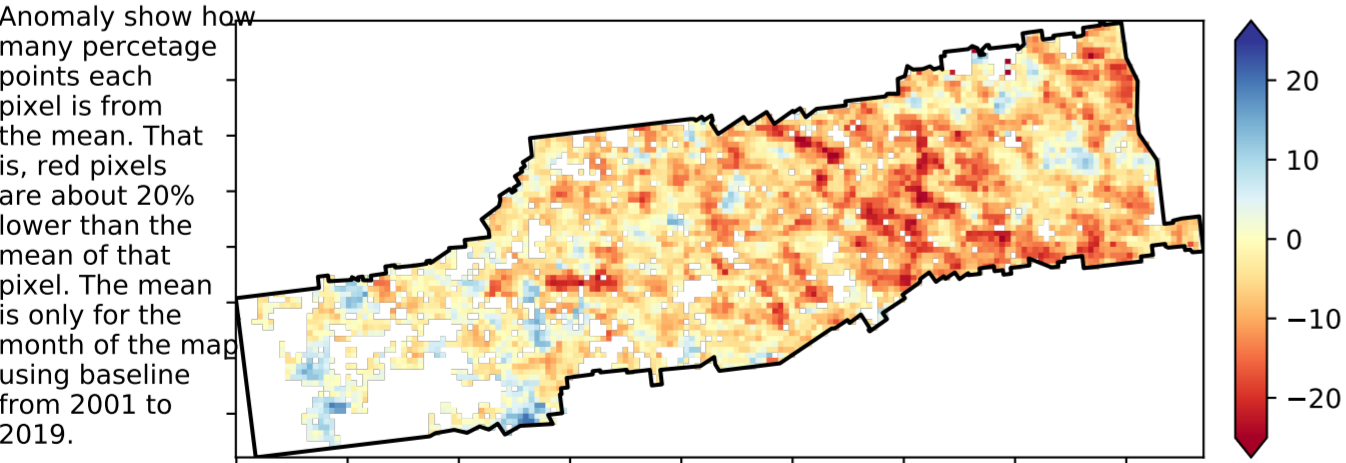 Anomaly show how
many percetage
points each
pixel is from
the mean. That
is, red pixels
are about 20%
lower than the
mean of that
pixel. The mean
is only for the
month of the map
using baseline
from 2001 to
2019.
20
10
0
−10
−20